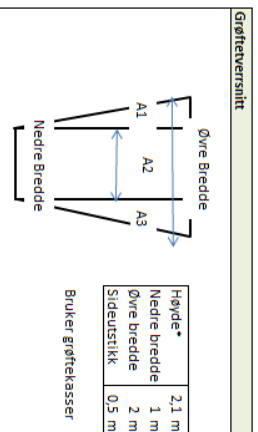 Grøftetverrsnitt
Øvre Bredde
A1
A2
A3
Nedre Bredde
Høyde* 2,1 m
Nedre bredde 1 m
Øvre bredde 2 m
Sideutstikk 0,5 m
Bruker grøftekasser